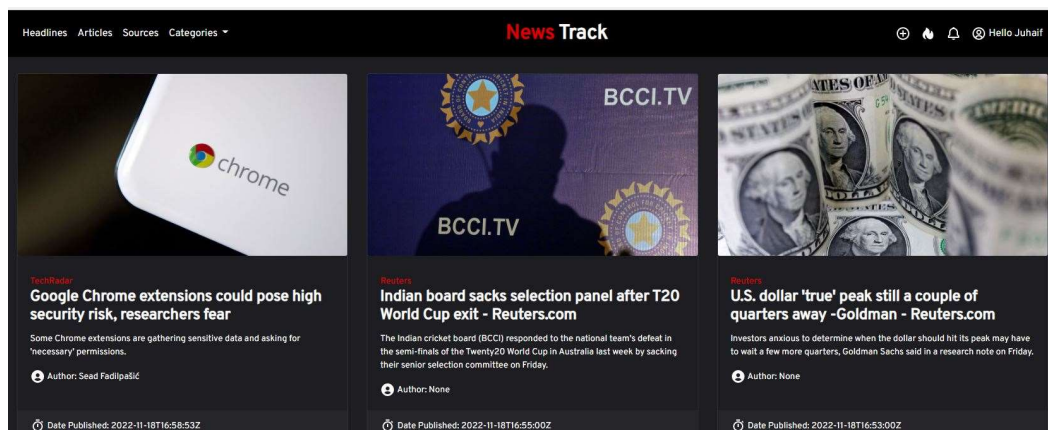 Headlines Articles Sources Categories
News Track
Hello Juhaif
chrome
BCCI.TV
BCCI.TV
TechRadar
Google Chrome extensions could pose high
security risk, researchers fear
Some Chrome extensions are gathering sensitive data and asking for
'necessary' permissions.
Author: Sead Fadilpašić
Date Published: 2022-11-18T16:58:53Z
Reuters
Indian board sacks selection panel after T20
World Cup exit - Reuters.com
The Indian cricket board (BCCI) responded to the national team's defeat in
the semi-finals of the Twenty20 World Cup in Australia last week by sacking
their senior selection committee on Friday.
Author: None
Date Published: 2022-11-18T16:55:00Z
Reuters
U.S. dollar 'true' peak still a couple of
quarters away -Goldman - Reuters.com
Investors anxious to determine when the dollar should hit its peak may have
to wait a few more quarters, Goldman Sachs said in a research note on Friday.
Author: None
Date Published: 2022-11-18T16:53:00Z